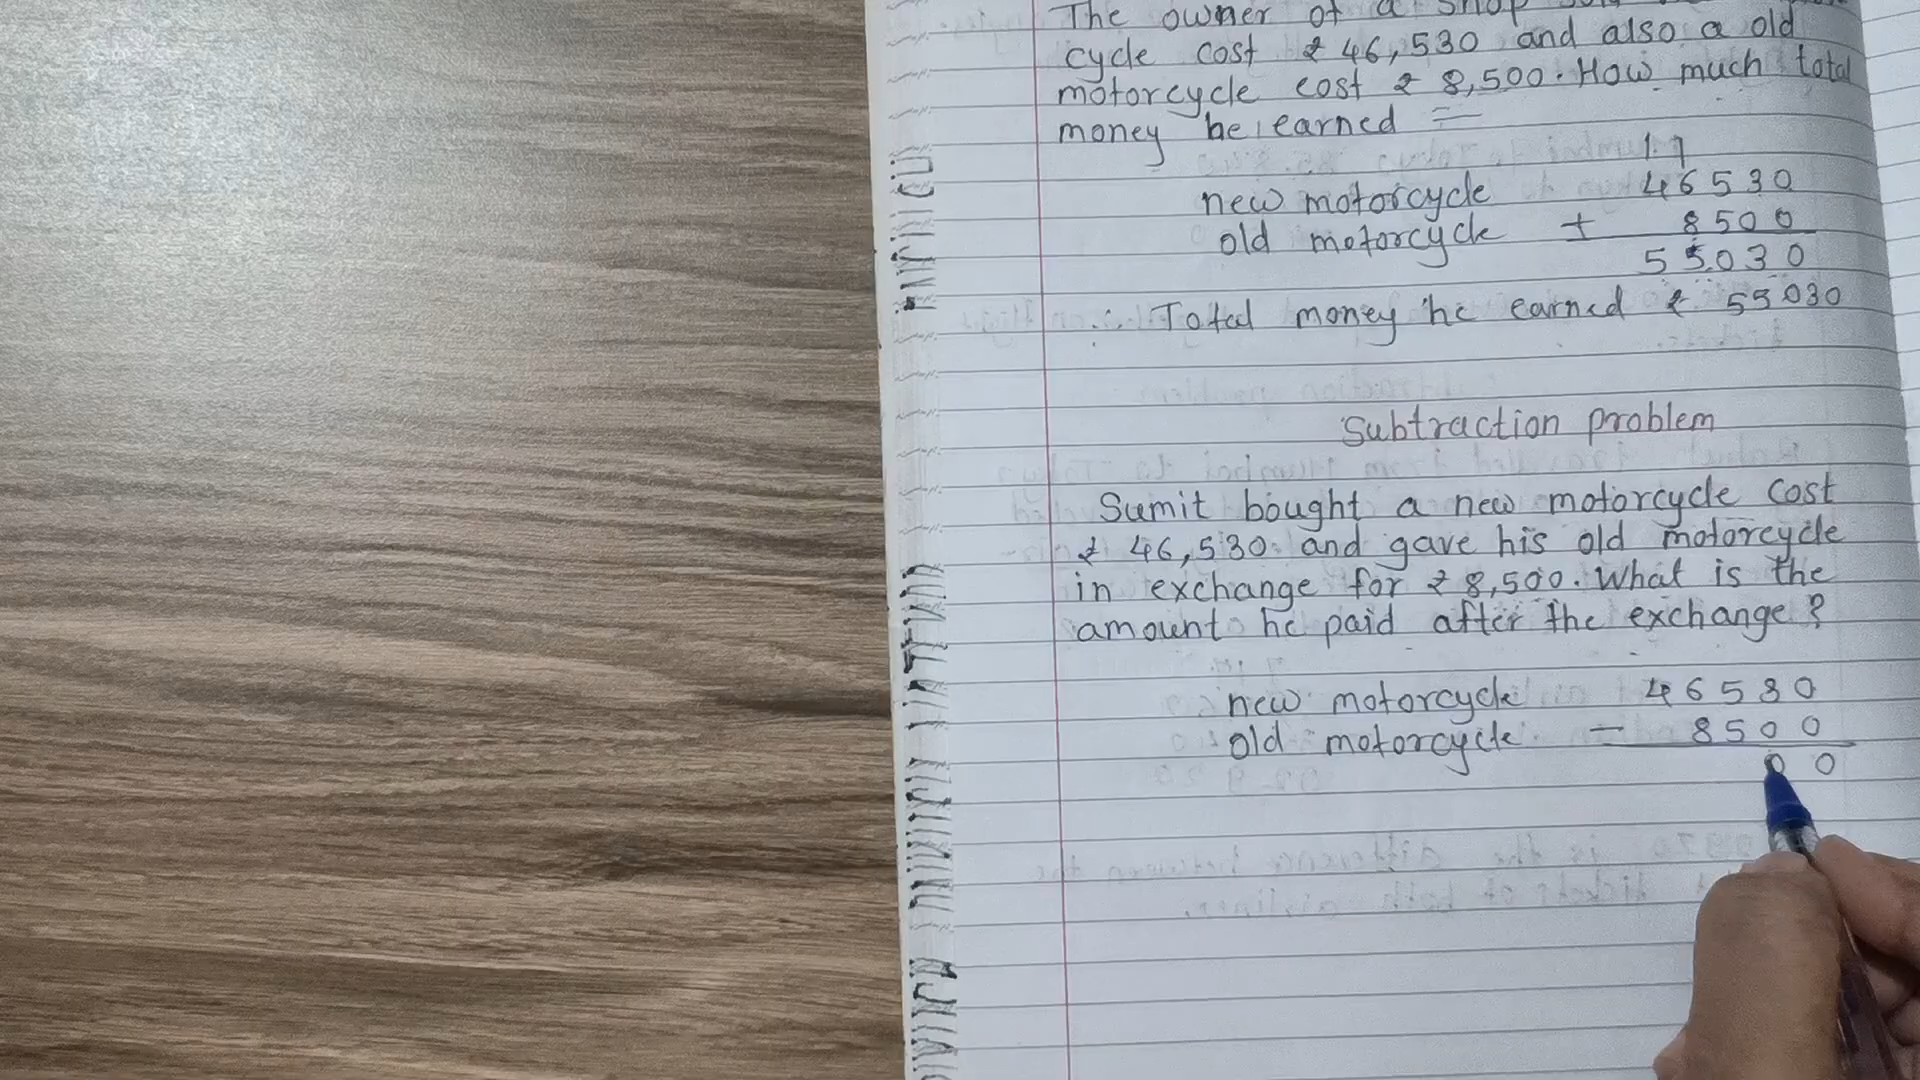 The owner of a shop
cycle cost ₹ 46,530 and also a old
motorcycle cost ₹ 8,500. How much total
money he earned =
1 1
new motorcycle 46530
old motorcycle + 8500
55030
∴ Total money he earned ₹ 55030
Subtraction problem
Sumit bought a new motorcycle cost
₹ 46,530 and gave his old motorcycle
in exchange for ₹ 8,500. What is the
amount he paid after the exchange?
new motorcycle 46530
old motorcycle - 8500
0 0